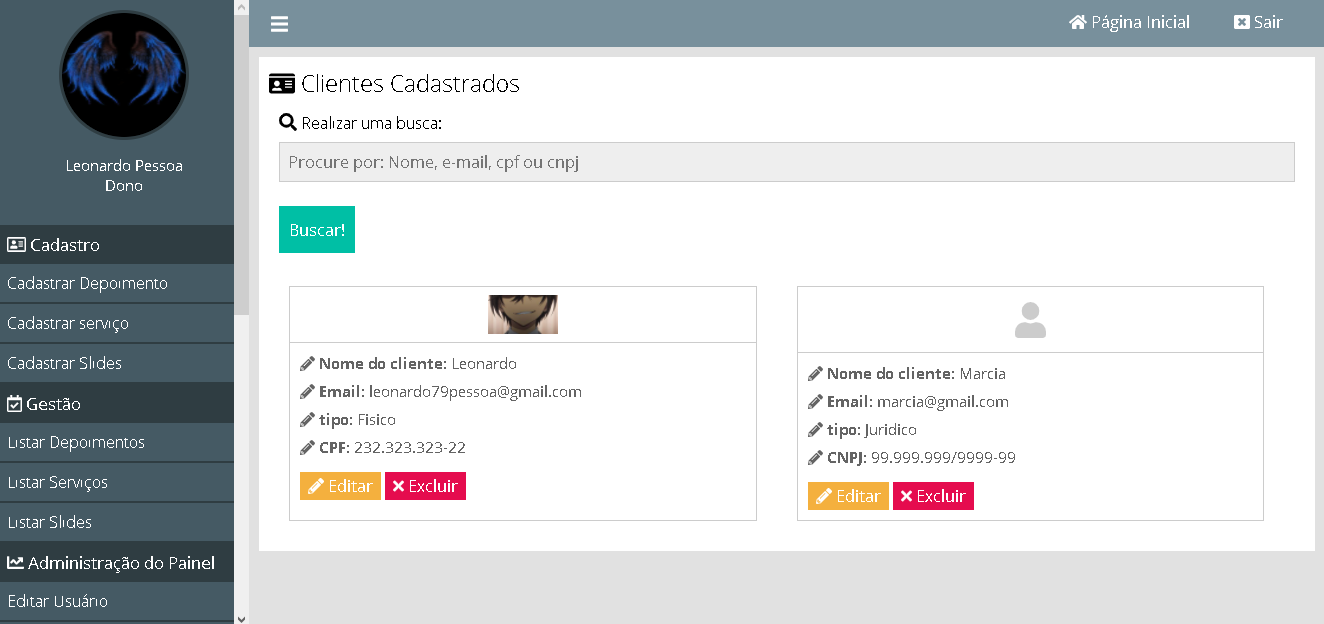 Página Inicial
Sair
Leonardo Pessoa
Dono
Cadastro
Cadastrar Depoimento
Cadastrar serviço
Cadastrar Slides
Gestão
Listar Depoimentos
Listar Serviços
Listar Slides
Administração do Painel
Editar Usuário
Clientes Cadastrados
Realizar uma busca:
Procure por: Nome, e-mail, cpf ou cnpj
Buscar!
Nome do cliente: Leonardo
Email: leonardo79pessoa@gmail.com
tipo: Fisico
CPF: 232.323.323-22
Editar
Excluir
Nome do cliente: Marcia
Email: marcia@gmail.com
tipo: Juridico
CNPJ: 99.999.999/9999-99
Editar
Excluir